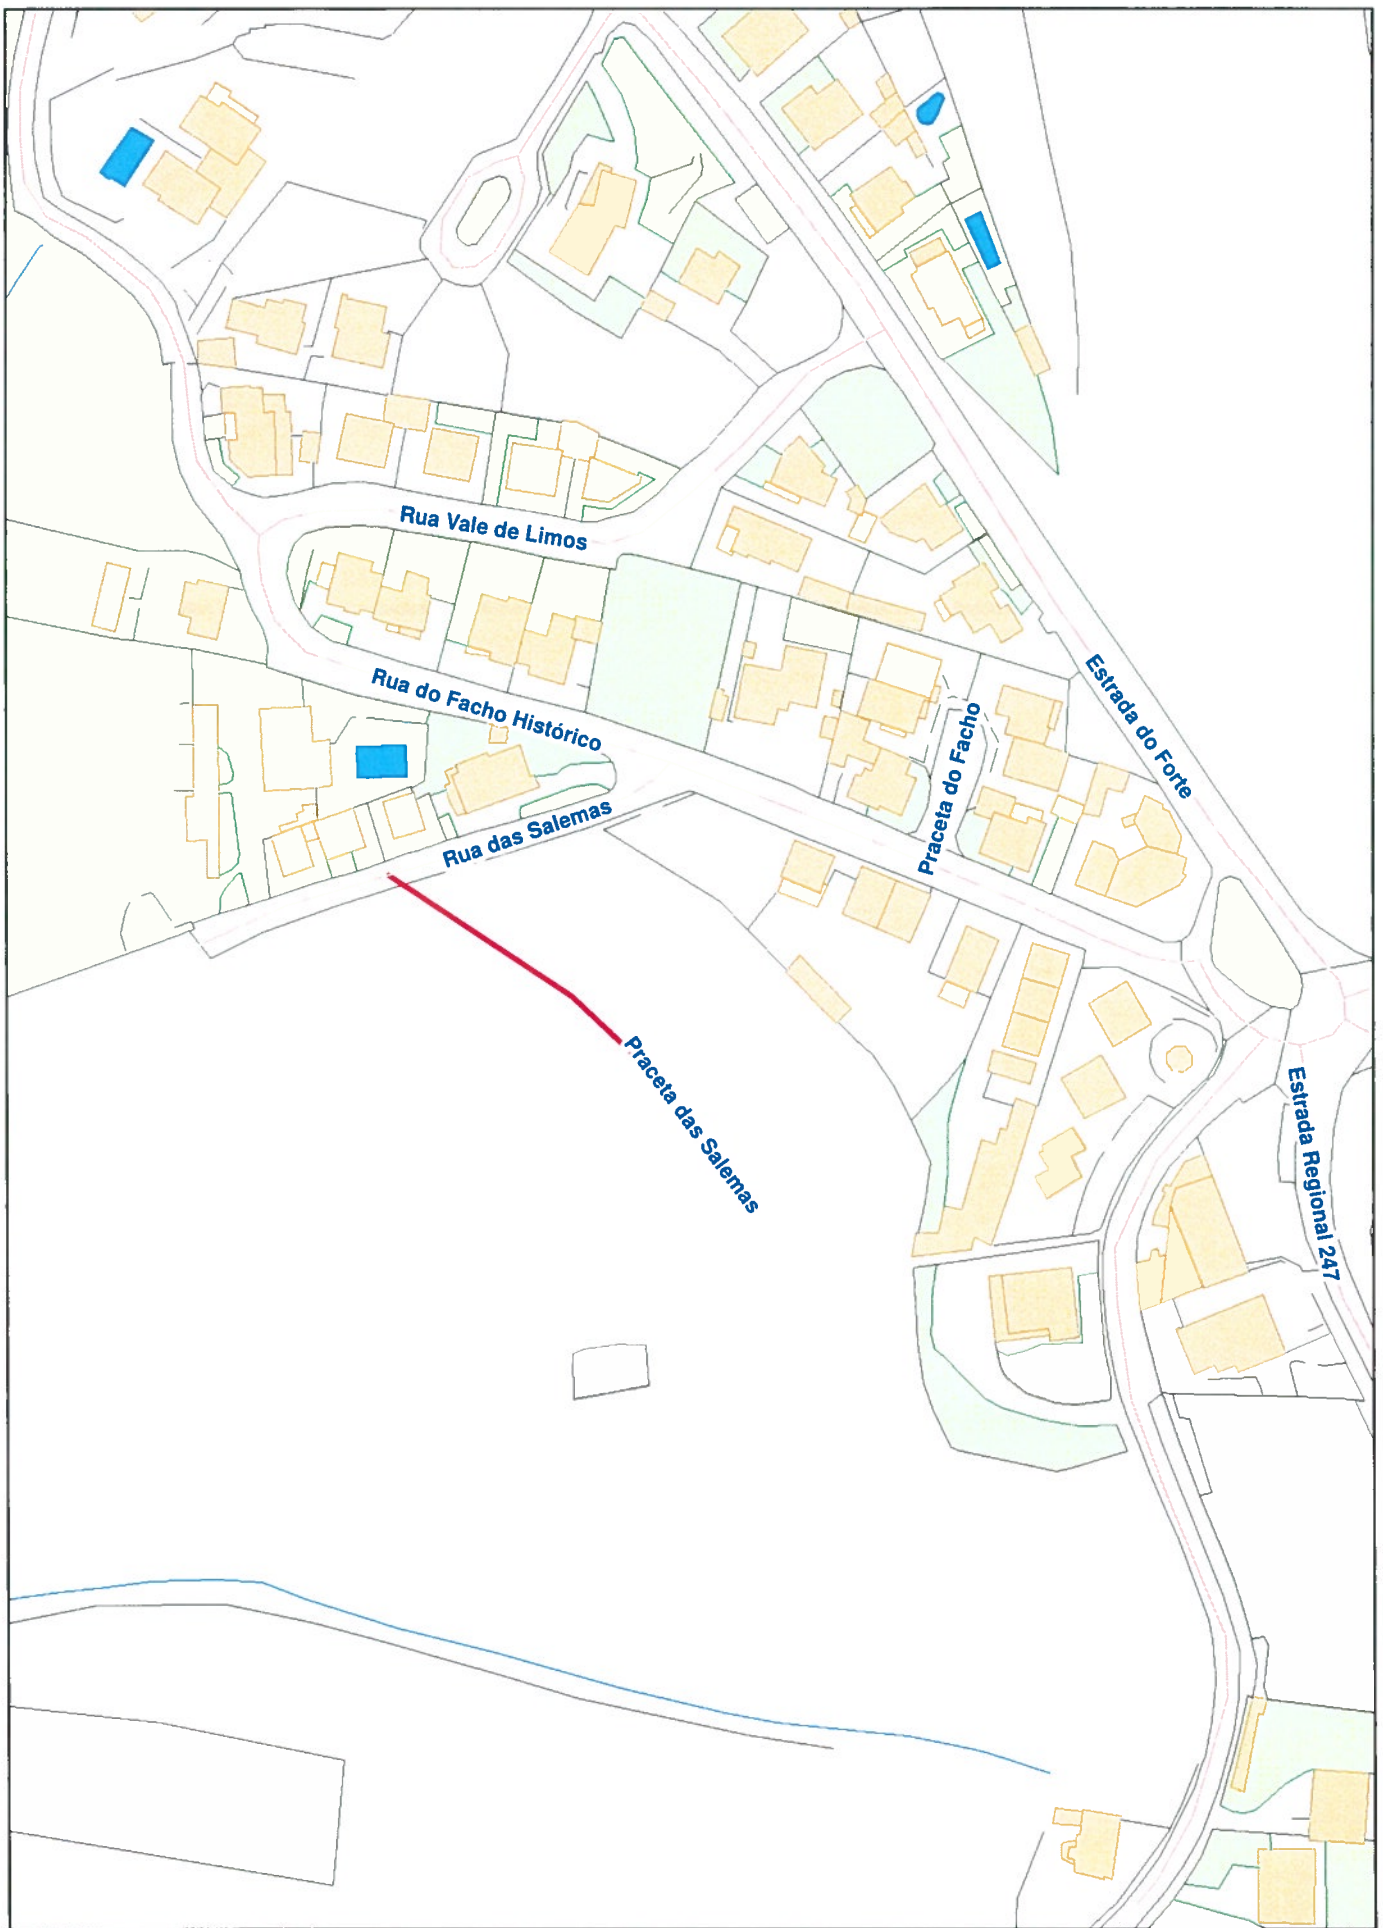 Rua Vale de Limos
Rua do Facho Histórico
Estrada do Forte
Praceta do Facho
Rua das Salemas
Praceta das Salemas
Estrada Regional 247